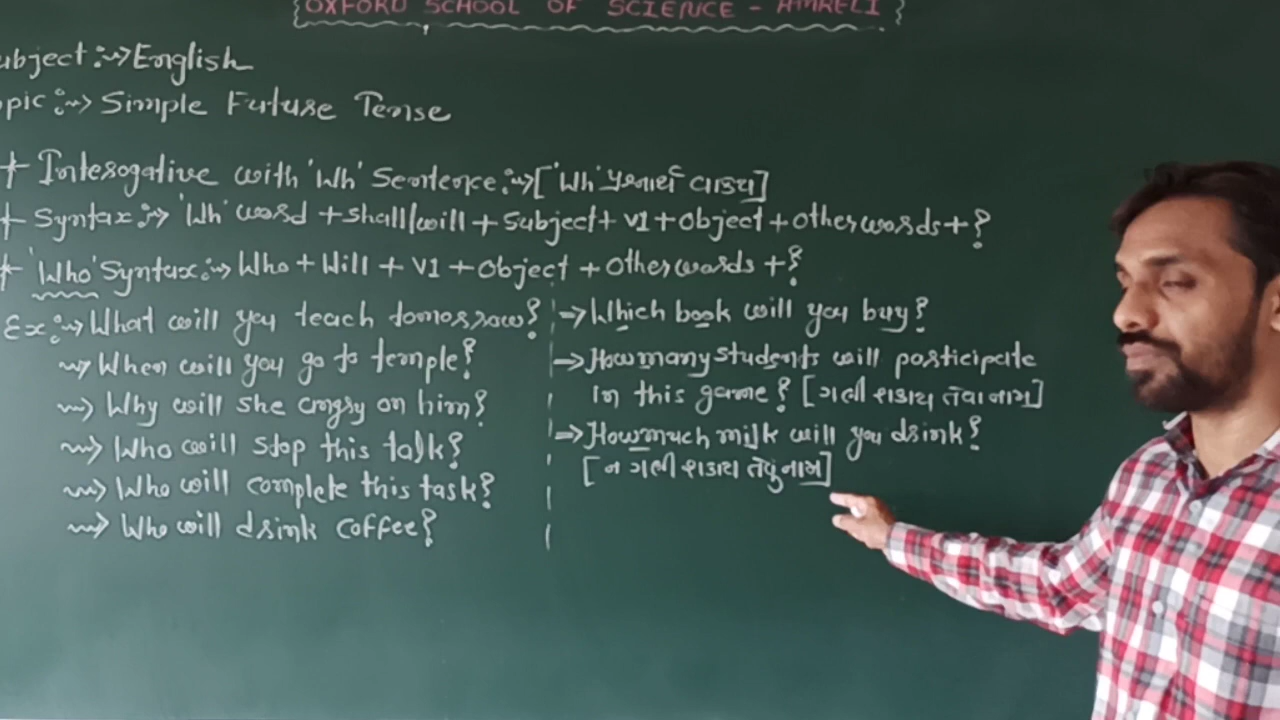 OXFORD SCHOOL OF SCIENCE - AMRELI
ubject :⇝ English
opic :⇝ Simple Future Tense
+ Interogative with 'Wh' Sentence :⇝ ['Wh' પ્રશ્નાર્થ વાક્ય]
+ Syntax :⇝ 'Wh' word + shall/will + Subject + V1 + Object + Other words + ?
+ 'Who' Syntax :⇝ Who + Will + V1 + Object + Other words + ?
Ex :⇝ What will you teach tomorrow?
⇝ When will you go to temple?
⇝ Why will she angry on him?
⇝ Who will stop this talk?
⇝ Who will complete this task?
⇝ Who will drink coffee?
⇒ Which book will you buy?
⇒ How many students will participate
in this game? [ગણી શકાય તેવા નામ]
⇒ How much milk will you drink?
[ન ગણી શકાય તેવું નામ]